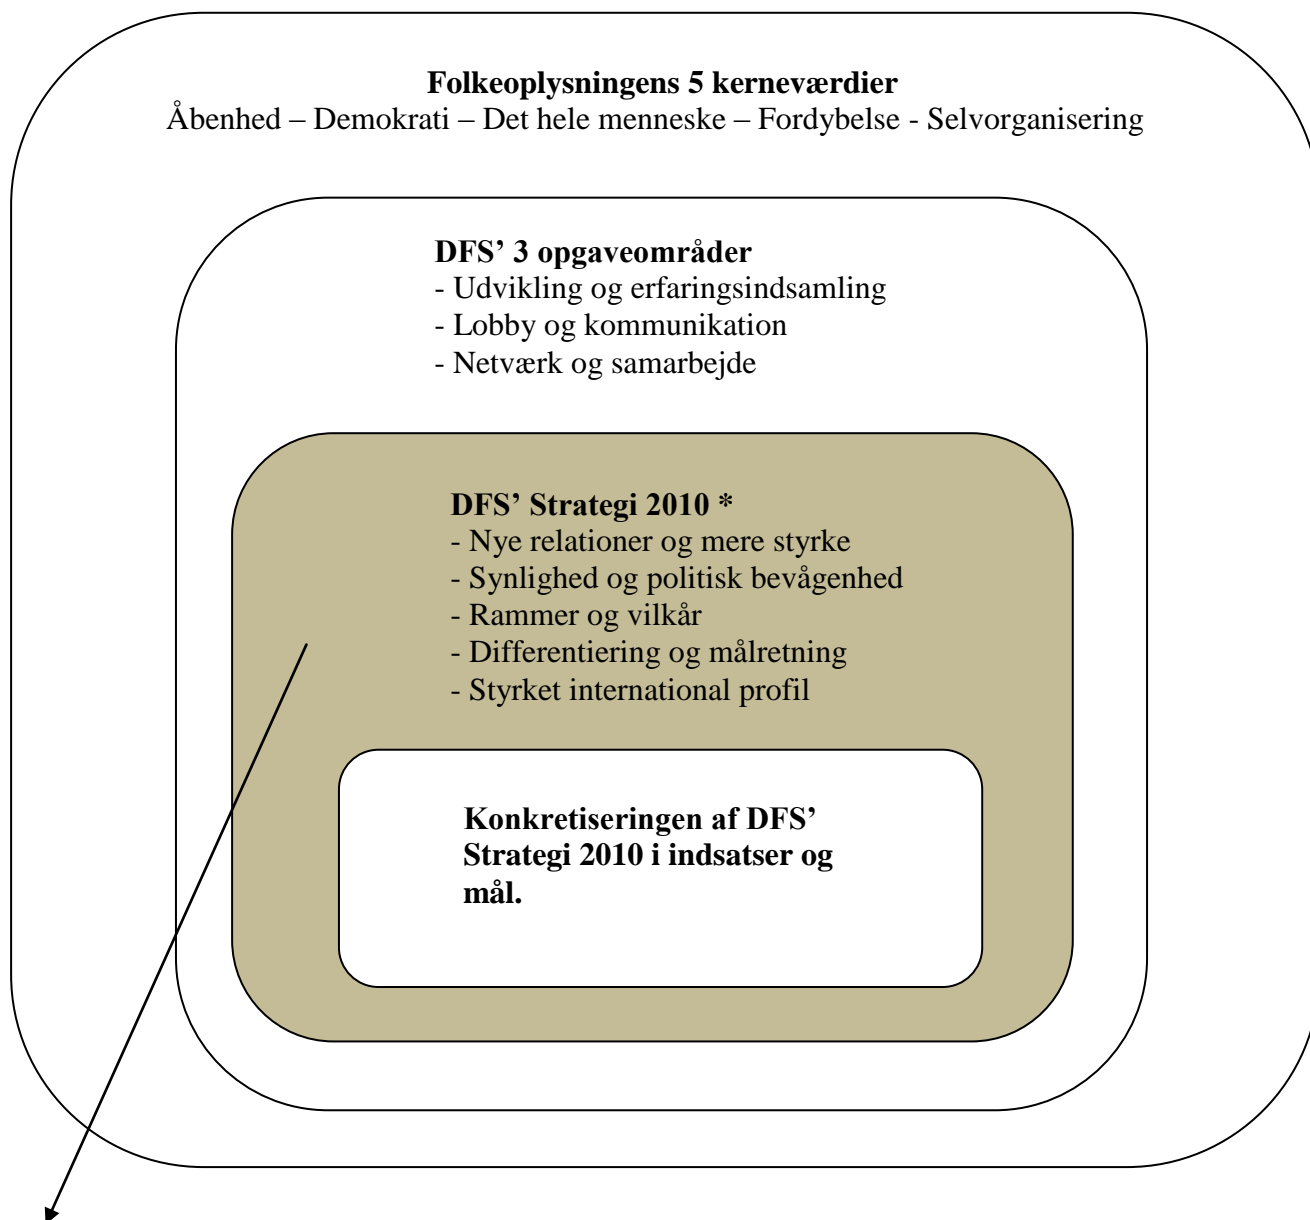 Folkeoplysningens 5 kerneværdier
Åbenhed – Demokrati – Det hele menneske – Fordybelse - Selvorganisering
DFS’ 3 opgaveområder
- Udvikling og erfaringsindsamling
- Lobby og kommunikation
- Netværk og samarbejde
DFS’ Strategi 2010 *
- Nye relationer og mere styrke
- Synlighed og politisk bevågenhed
- Rammer og vilkår
- Differentiering og målretning
- Styrket international profil
Konkretiseringen af DFS’
Strategi 2010 i indsatser og
mål.